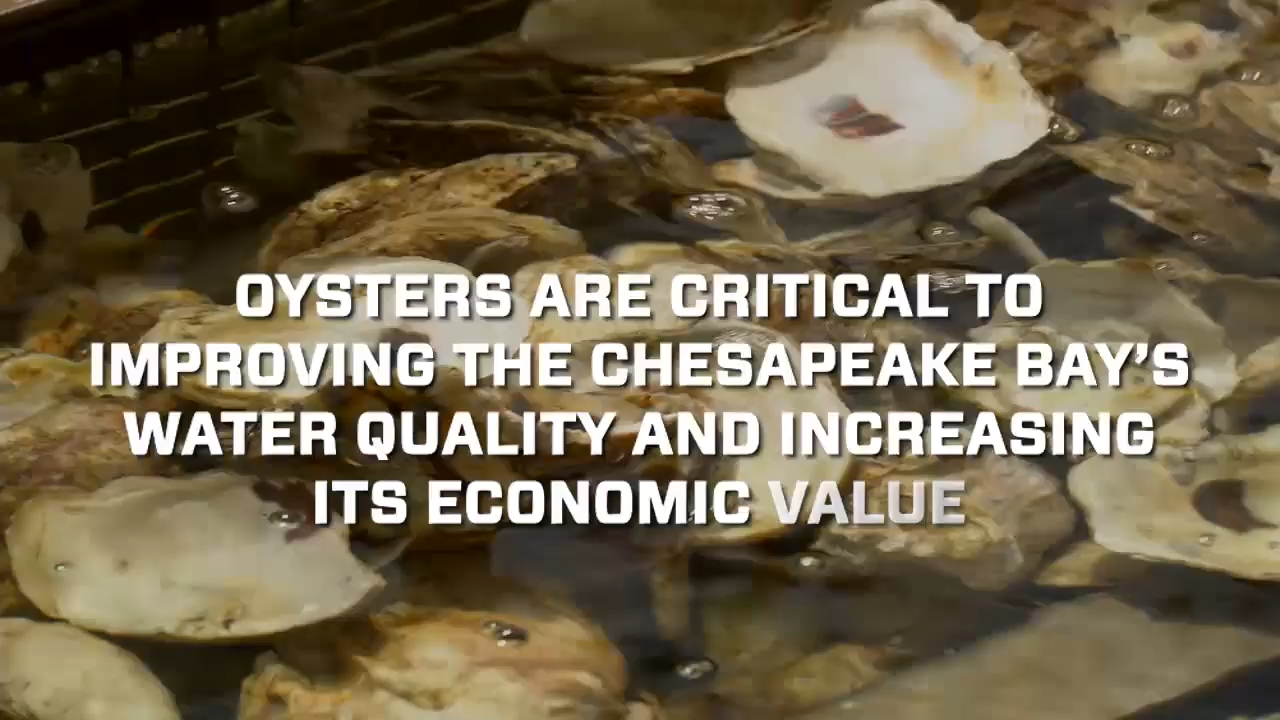 OYSTERS ARE CRITICAL TO
IMPROVING THE CHESAPEAKE BAY'S
WATER QUALITY AND INCREASING
ITS ECONOMIC VALUE